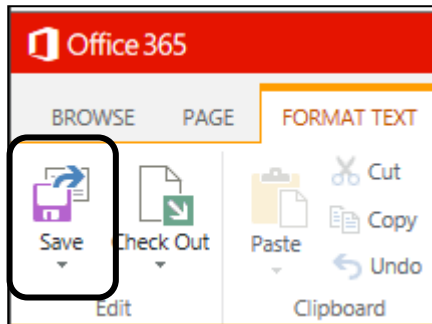 Office 365
BROWSE PAGE FORMAT TEXT
Save
Check Out
Paste
Cut
Copy
Undo
Edit
Clipboard